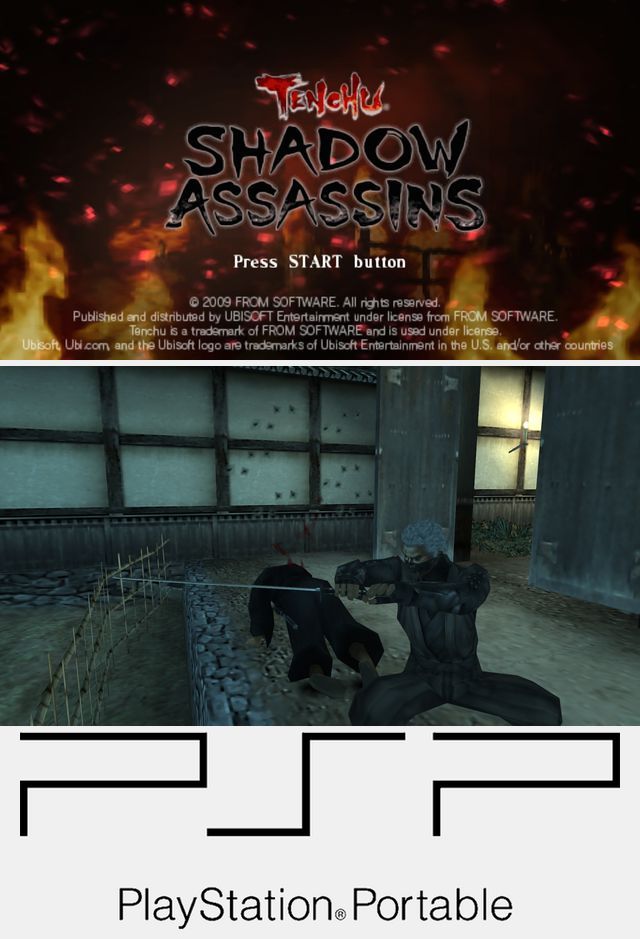 TENCHU®
SHADOW
ASSASSINS
Press START button
© 2009 FROM SOFTWARE. All rights reserved.
Published and distributed by UBISOFT Entertainment under license from FROM SOFTWARE.
Tenchu is a trademark of FROM SOFTWARE and is used under license.
Ubisoft, Ubi.com, and the Ubisoft logo are trademarks of Ubisoft Entertainment in the U.S. and/or other countries
PSP
PlayStation®Portable